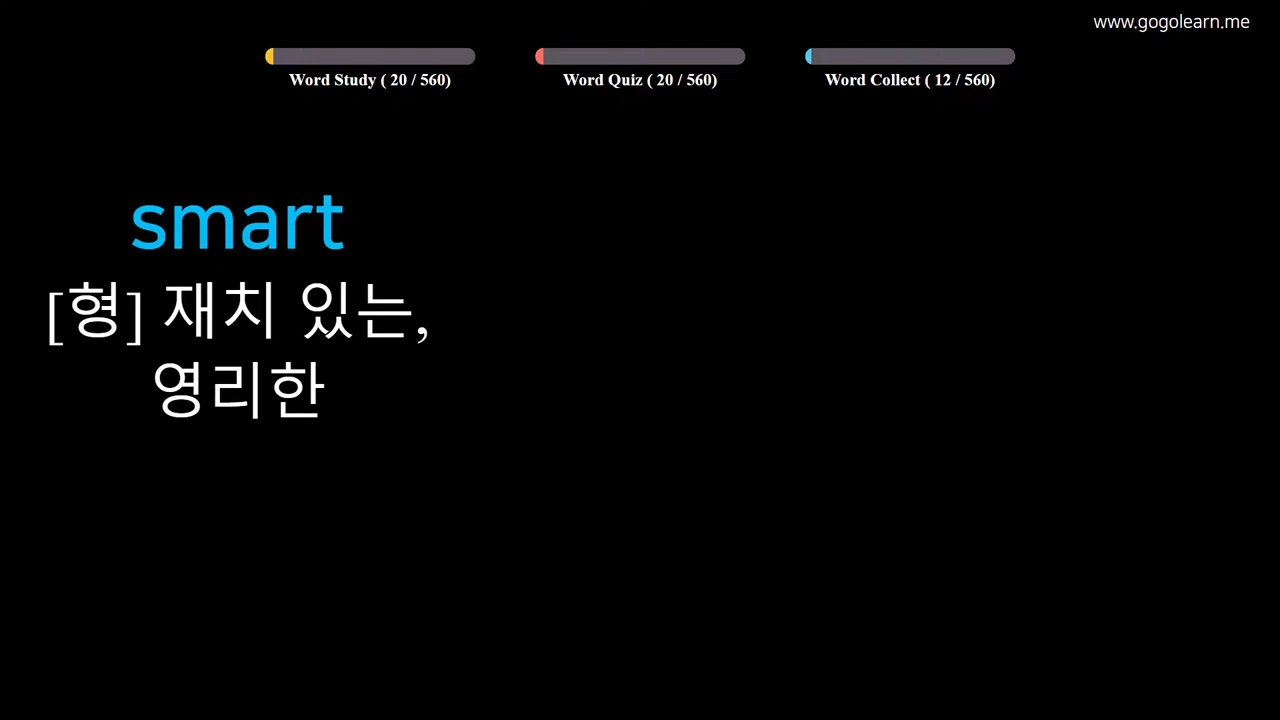 www.gogolearn.me
Word Study ( 20 / 560)
Word Quiz ( 20 / 560)
Word Collect ( 12 / 560)
smart
[형] 재치 있는,
영리한